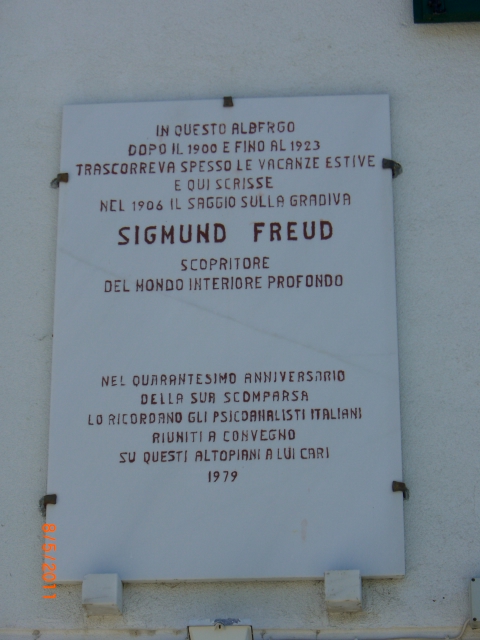 IN QUESTO ALBERGO
DOPO IL 1900 E FINO AL 1923
TRASCORREVA SPESSO LE VACANZE ESTIVE
E QUI SCRISSE
NEL 1906 IL SAGGIO SULLA GRADIVA
SIGMUND FREUD
SCOPRITORE
DEL MONDO INTERIORE PROFONDO
NEL QUARANTESIMO ANNIVERSARIO
DELLA SUA SCOMPARSA
LO RICORDANO GLI PSICOANALISTI ITALIANI
RIUNITI A CONVEGNO
SU QUESTI ALTOPIANI A LUI CARI
1979
8/5/2011